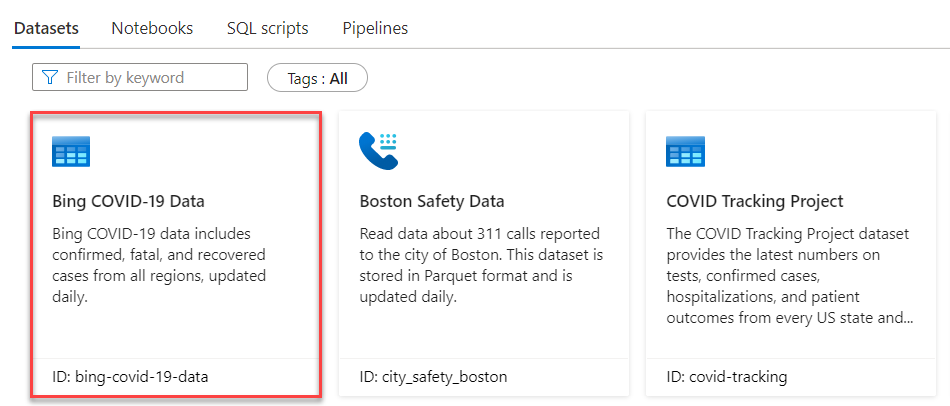 Datasets Notebooks SQL scripts Pipelines
Filter by keyword Tags : All
Bing COVID-19 Data
Bing COVID-19 data includes
confirmed, fatal, and recovered
cases from all regions, updated
daily.
ID: bing-covid-19-data
Boston Safety Data
Read data about 311 calls reported
to the city of Boston. This dataset is
stored in Parquet format and is
updated daily.
ID: city_safety_boston
COVID Tracking Project
The COVID Tracking Project dataset
provides the latest numbers on
tests, confirmed cases,
hospitalizations, and patient
outcomes from every US state and...
ID: covid-tracking